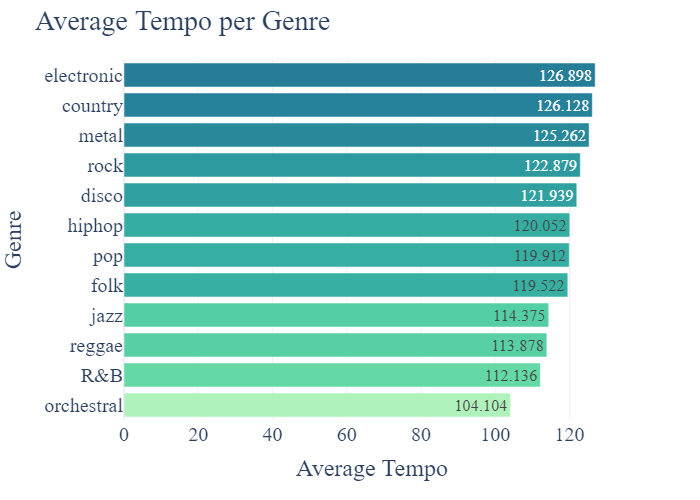 Average Tempo per Genre
Genre
electronic 126.898
country 126.128
metal 125.262
rock 122.879
disco 121.939
hiphop 120.052
pop 119.912
folk 119.522
jazz 114.375
reggae 113.878
R&B 112.136
orchestral 104.104
0 20 40 60 80 100 120
Average Tempo